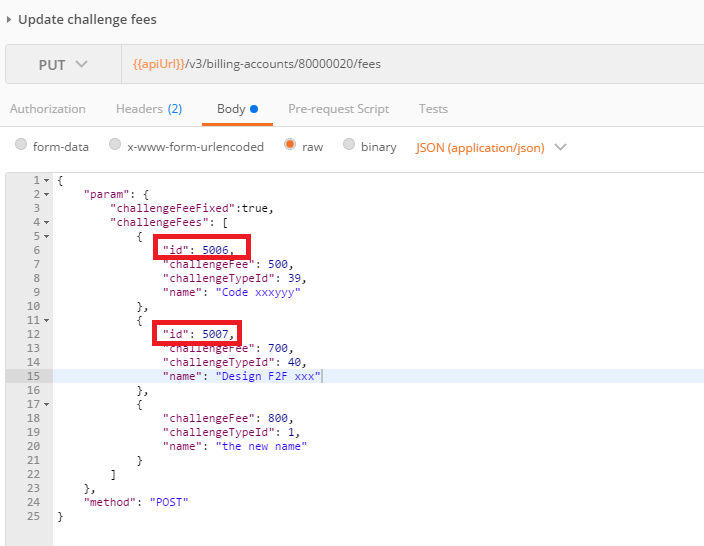 Update challenge fees
PUT {{apiUrl}}/v3/billing-accounts/80000020/fees
Authorization Headers (2) Body Pre-request Script Tests
form-data x-www-form-urlencoded raw binary JSON (application/json)
1 {
2 "param": {
3 "challengeFeeFixed":true,
4 "challengeFees": [
5 {
6 "id": 5006,
7 "challengeFee": 500,
8 "challengeTypeId": 39,
9 "name": "Code xxxyyy"
10 },
11 {
12 "id": 5007,
13 "challengeFee": 700,
14 "challengeTypeId": 40,
15 "name": "Design F2F xxx"
16 },
17 {
18 "challengeFee": 800,
19 "challengeTypeId": 1,
20 "name": "the new name"
21 }
22 ]
23 },
24 "method": "POST"
25 }